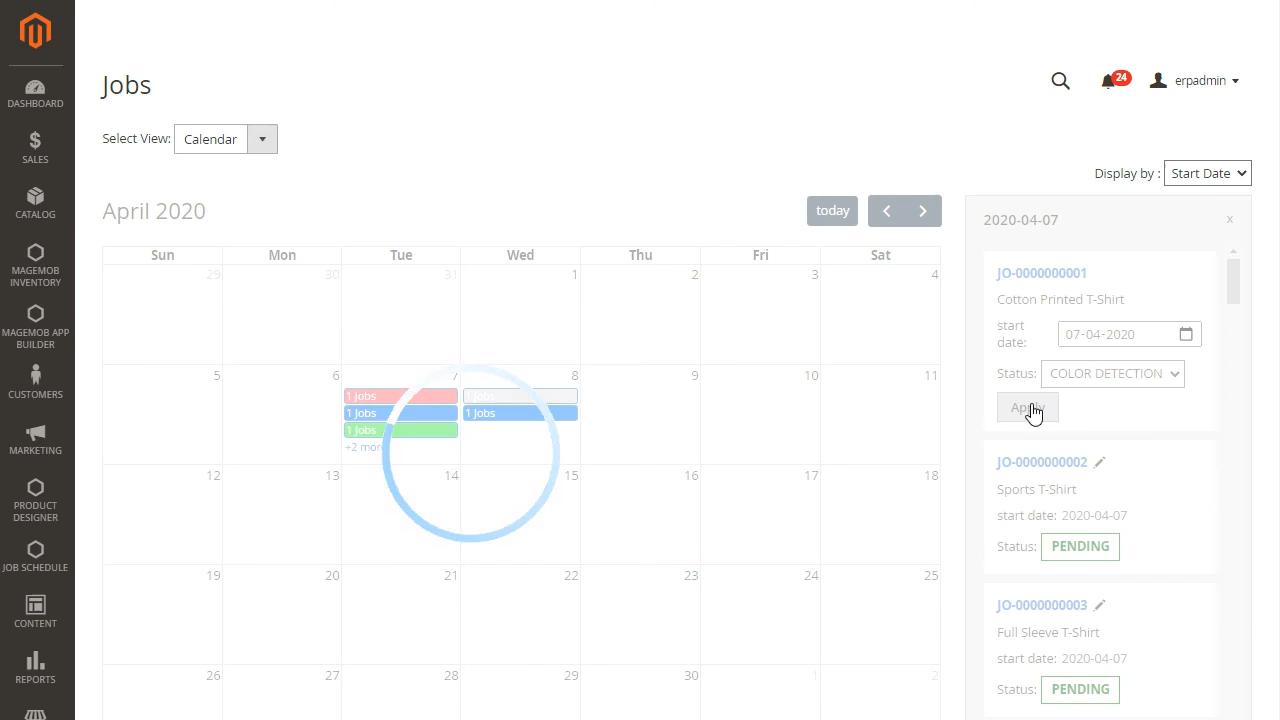 DASHBOARD
SALES
CATALOG
MAGEMOB
INVENTORY
MAGEMOB APP
BUILDER
CUSTOMERS
MARKETING
PRODUCT
DESIGNER
JOB SCHEDULE
CONTENT
REPORTS
Jobs
24
erpadmin
Select View: Calendar
Display by : Start Date
April 2020
today
Sun Mon Tue Wed Thu Fri Sat
29 30 31 1 2 3 4
5 6 7 8 9 10 11
1 Jobs 1 Jobs
1 Jobs 1 Jobs
1 Jobs
+2 more
12 13 14 15 16 17 18
19 20 21 22 23 24 25
26 27 28 29 30 1 2
2020-04-07 x
JO-0000000001
Cotton Printed T-Shirt
start
date: 07-04-2020
Status: COLOR DETECTION
Apply
JO-0000000002
Sports T-Shirt
start date: 2020-04-07
Status: PENDING
JO-0000000003
Full Sleeve T-Shirt
start date: 2020-04-07
Status: PENDING